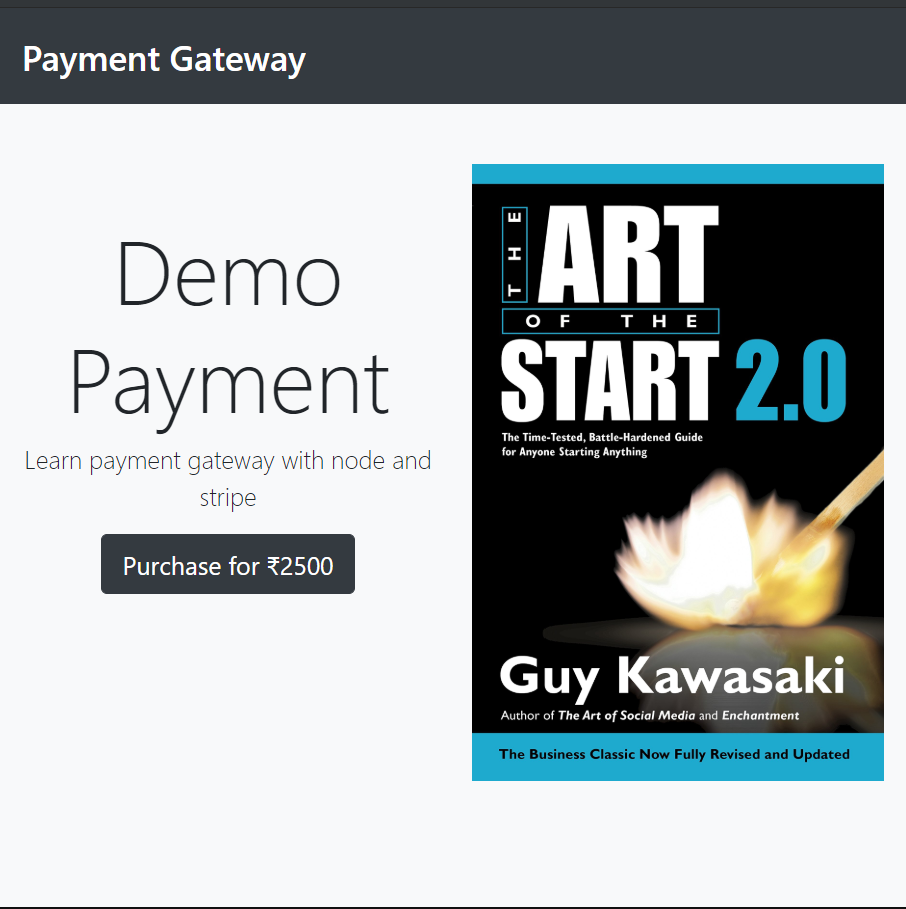 Payment Gateway
Demo
Payment
Learn payment gateway with node and
stripe
Purchase for ₹2500
THE
ART
OF THE
START 2.0
The Time-Tested, Battle-Hardened Guide
for Anyone Starting Anything
Guy Kawasaki
Author of The Art of Social Media and Enchantment
The Business Classic Now Fully Revised and Updated